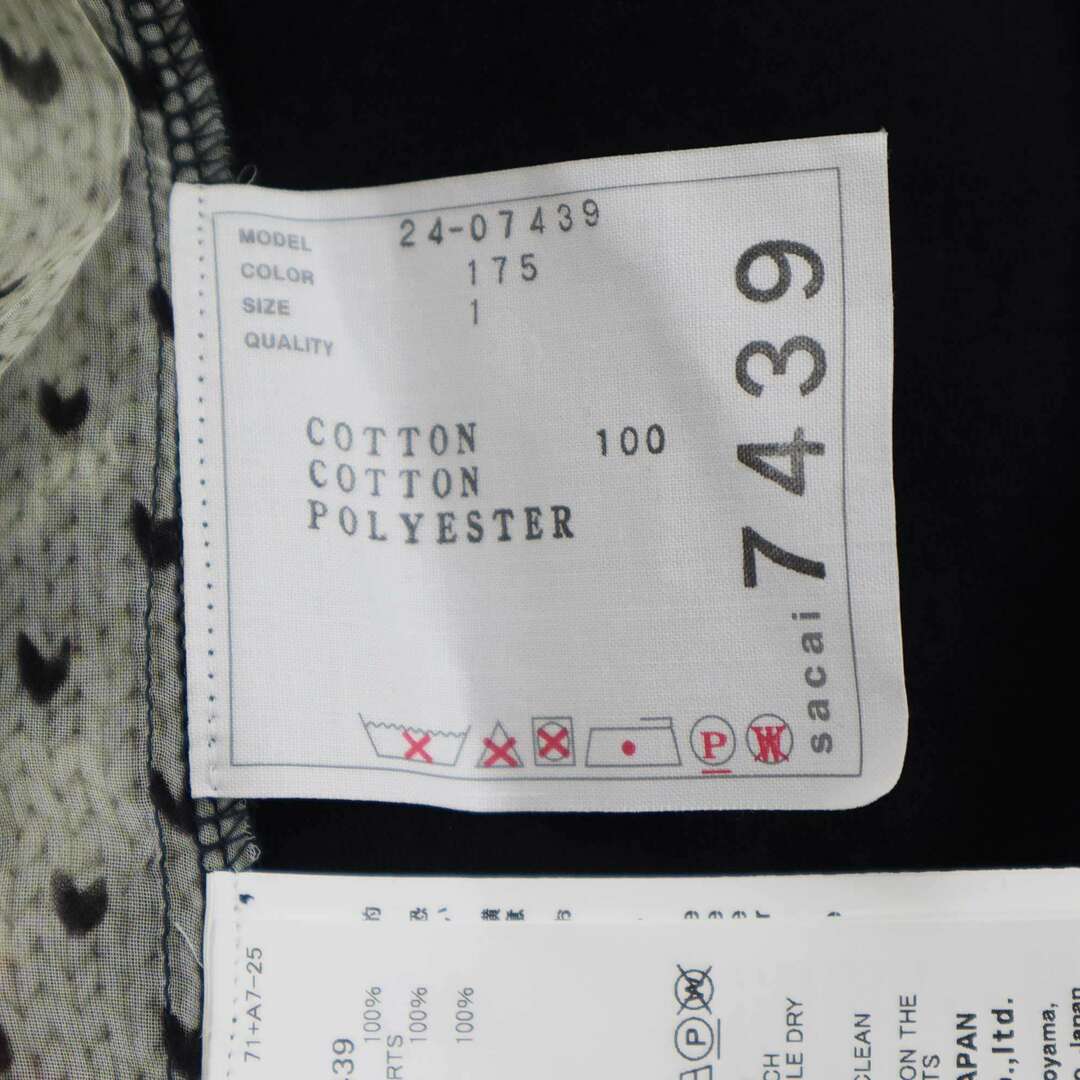 MODEL 24-07439
COLOR 175
SIZE 1
QUALITY
COTTON 100
COTTON
POLYESTER
P W
sacai 7439
71+A7-25
39
100%
RTS
100%
100%
P W
CH
LE DRY
CLEAN
ON THE
TS
APAN
.,ltd.
oyama,
o, Japan